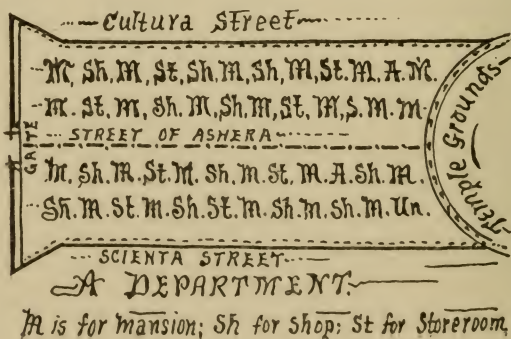 Cultura Street
M, Sh, M, St, Sh, M, Sh, M, St. M. A. M.
M. St, M, Sh. M, Sh. M, St, M, S. M. M.
STREET OF ASHERA
GATE
Temple Grounds
M. Sh. M. St. M. Sh. M. St. M. A. Sh. M.
Sh. M. St. M. Sh. St. M. Sh. M. Sh. M. Un.
SCIENTA STREET
A DEPARTMENT.
M is for Mansion; Sh for Shop; St for Storeroom,